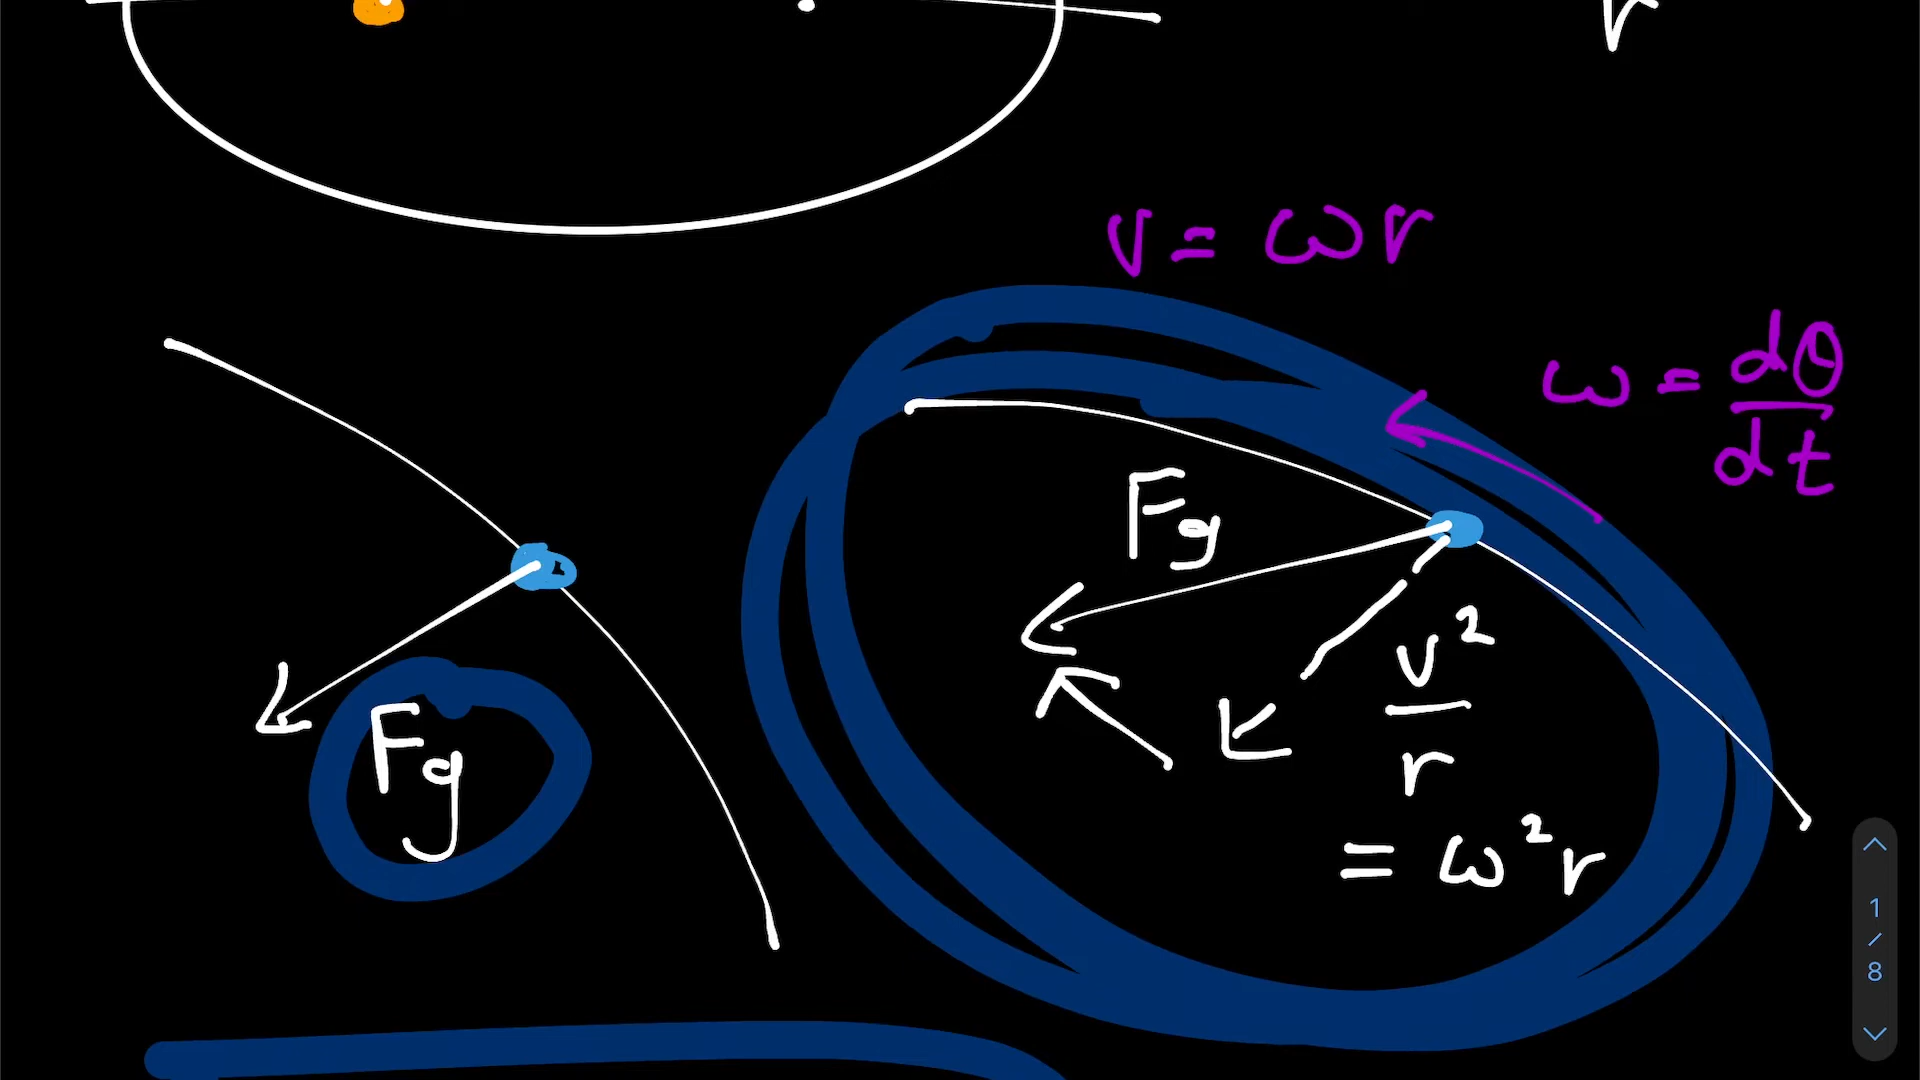 v = ωr
ω = dθ/dt
Fg
Fg
v²/r
= ω²r
1
/
8